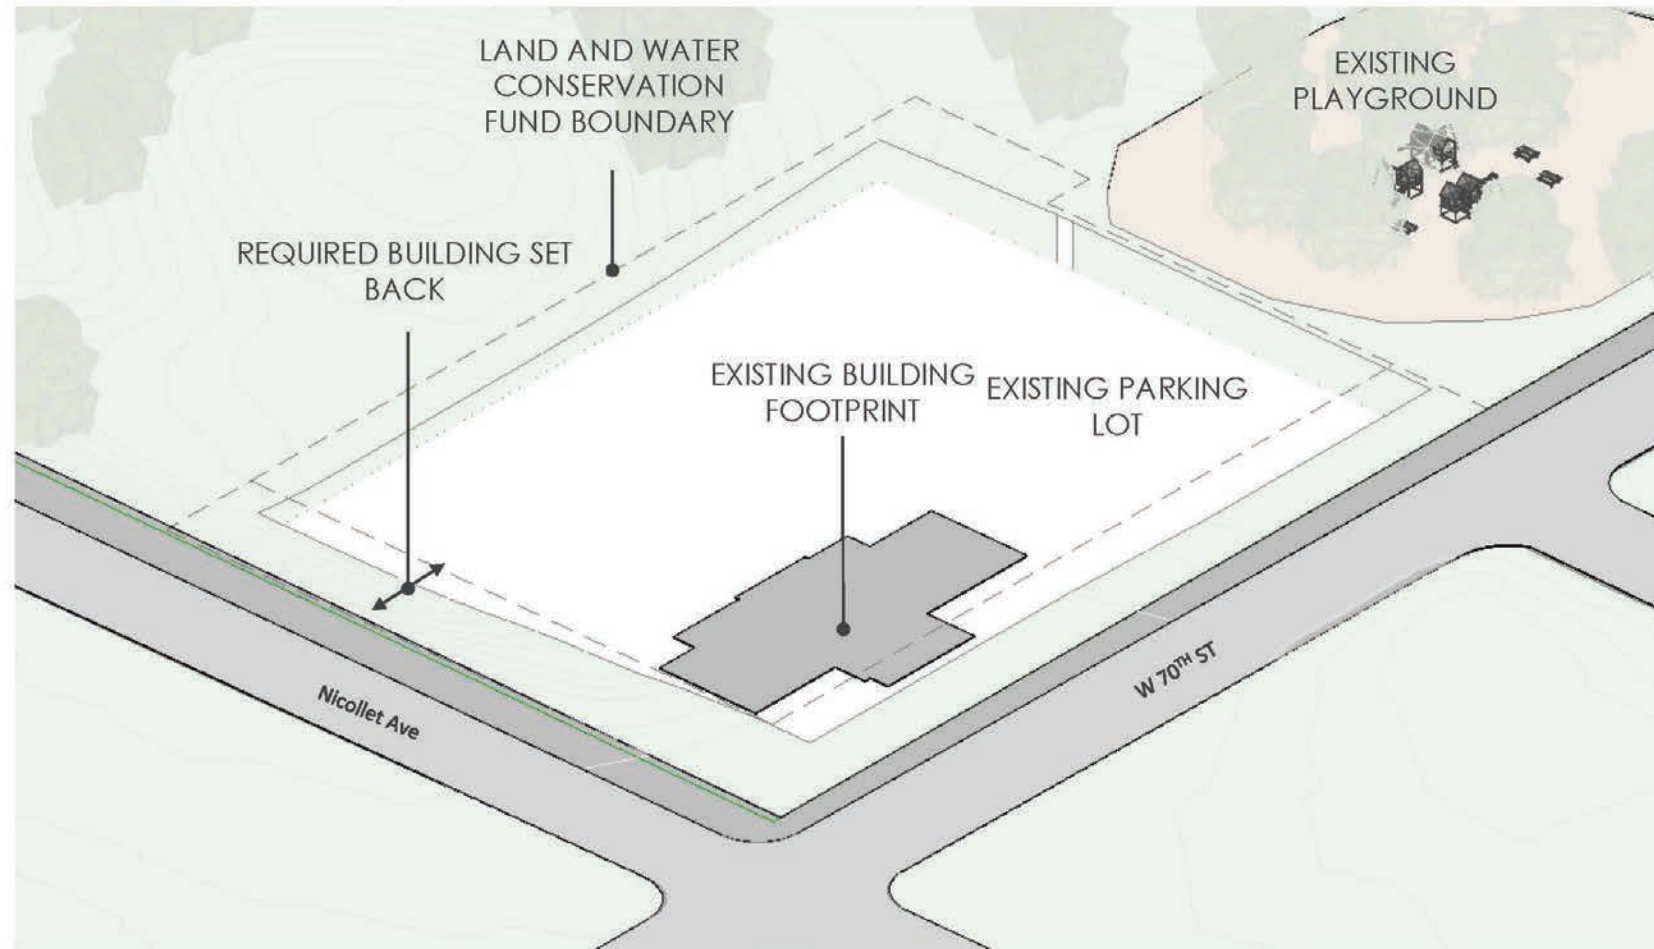 LAND AND WATER
CONSERVATION
FUND BOUNDARY
EXISTING
PLAYGROUND
REQUIRED BUILDING SET
BACK
EXISTING BUILDING
FOOTPRINT
EXISTING PARKING
LOT
Nicollet Ave
W 70TH ST